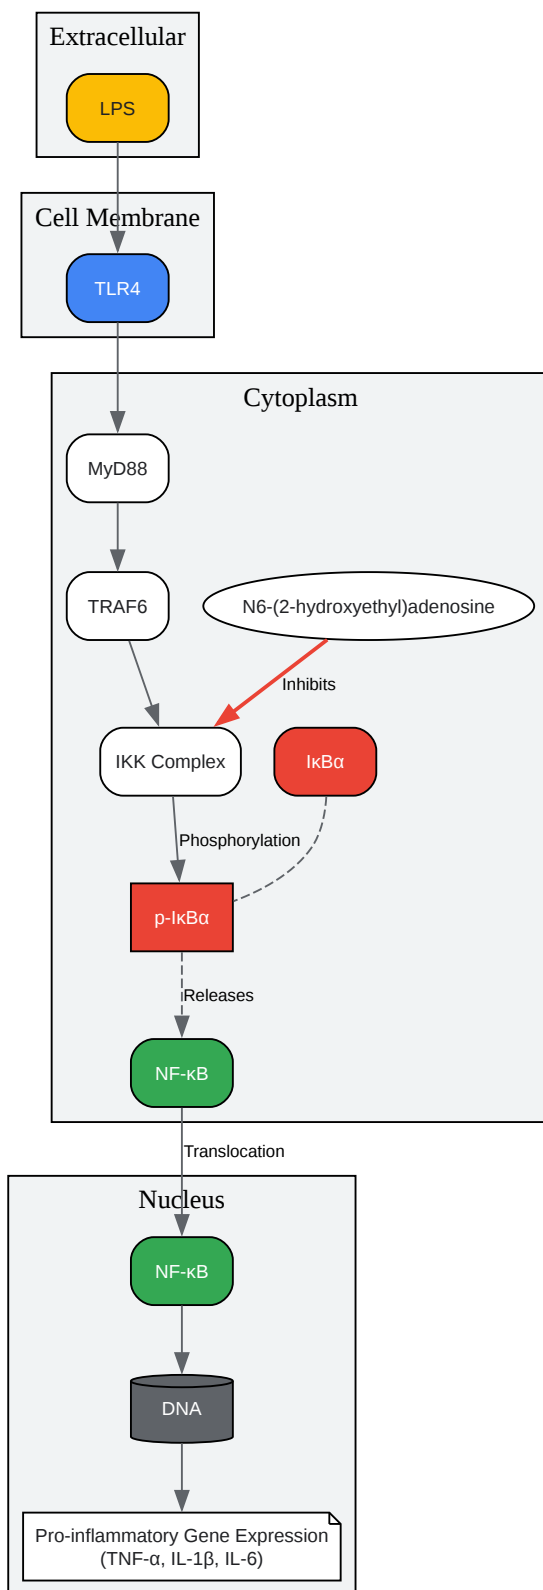 Extracellular
LPS
Cell Membrane
TLR4
Cytoplasm
MyD88
TRAF6
N6-(2-hydroxyethyl)adenosine
Inhibits
IKK Complex
IκBα
Phosphorylation
p-IκBα
Releases
NF-κB
Translocation
Nucleus
NF-κB
DNA
Pro-inflammatory Gene Expression
(TNF-α, IL-1β, IL-6)